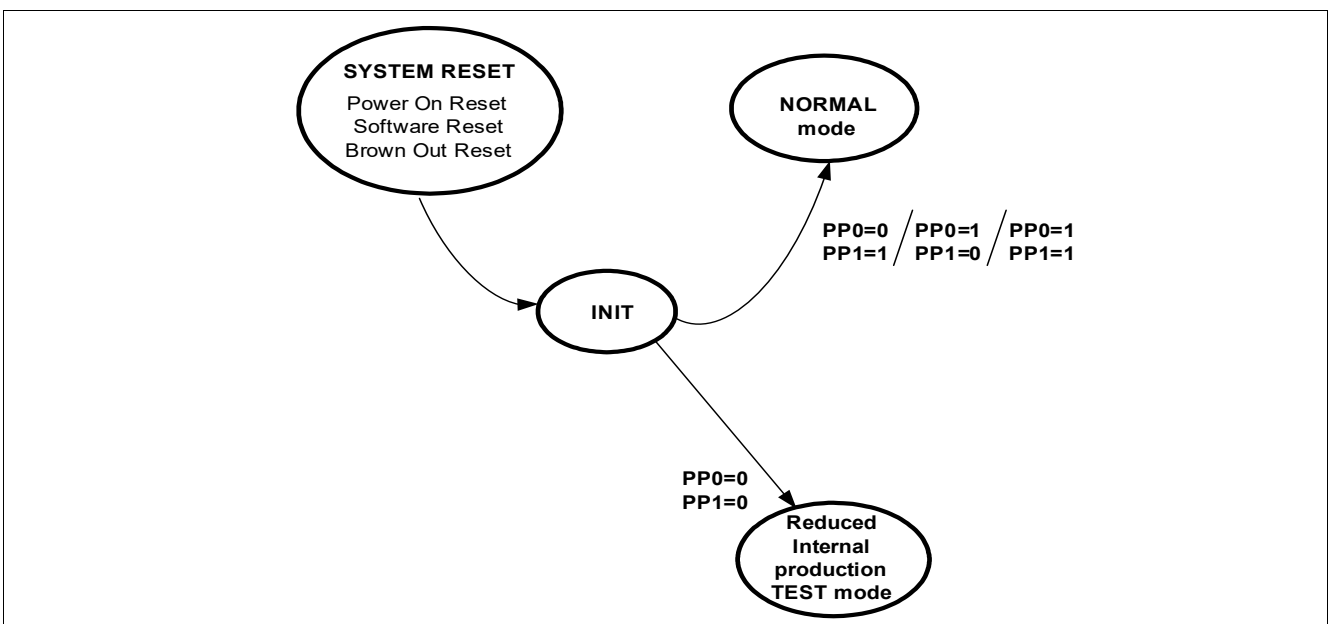 SYSTEM RESET
Power On Reset
Software Reset
Brown Out Reset
NORMAL
mode
PP0=0 / PP0=1 / PP0=1
PP1=1 / PP1=0 / PP1=1
INIT
PP0=0
PP1=0
Reduced
Internal
production
TEST mode